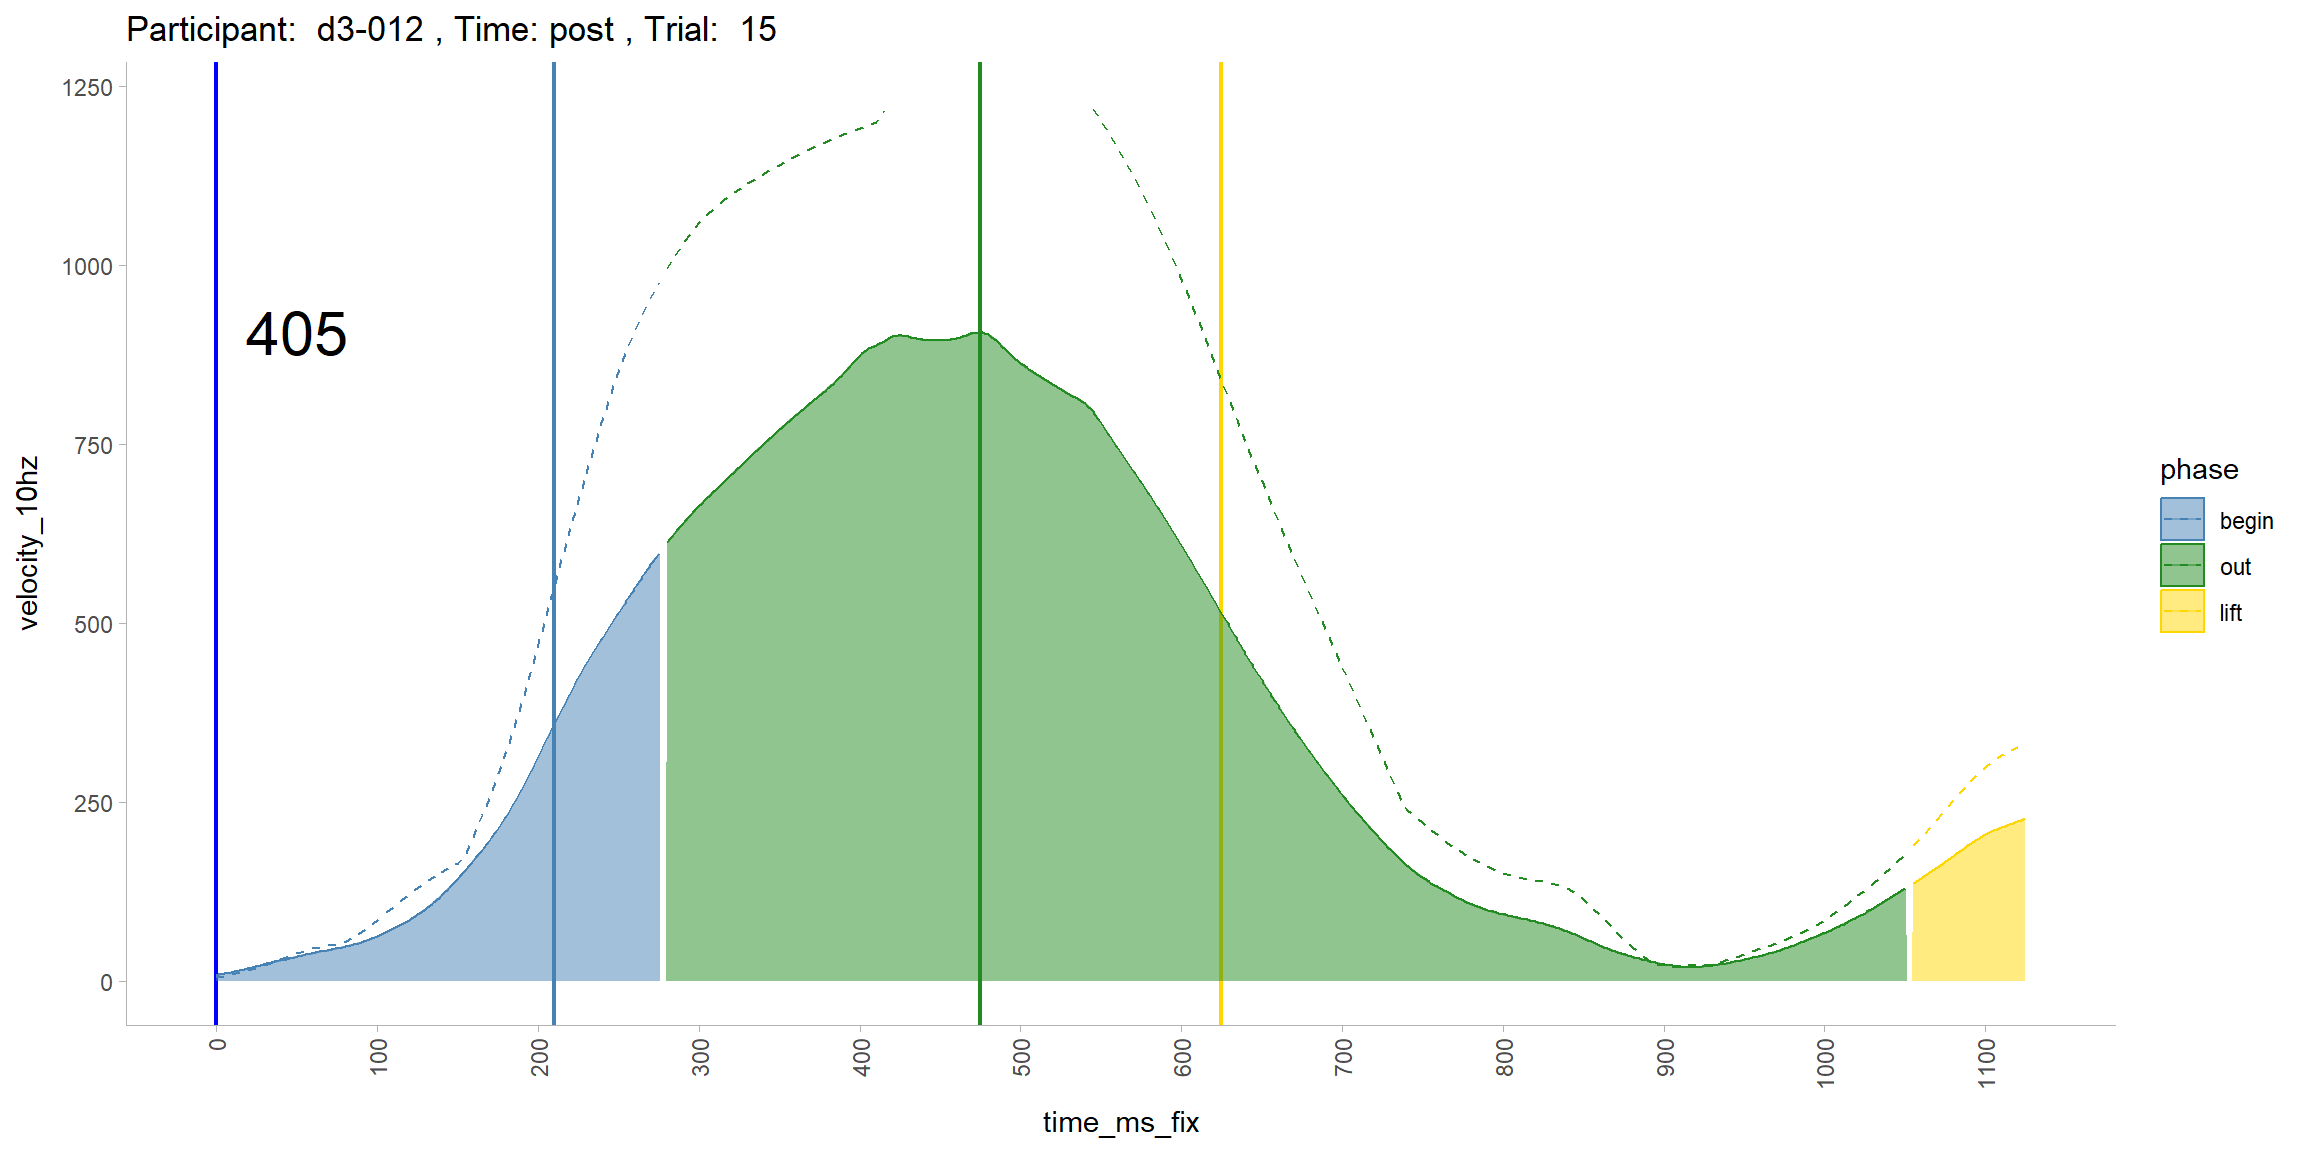 Participant:  d3-012 , Time: post , Trial:  15
1250
1000
750
500
250
0
velocity_10hz
405
0
100
200
300
400
500
600
700
800
900
1000
1100
time_ms_fix
phase
begin
out
lift